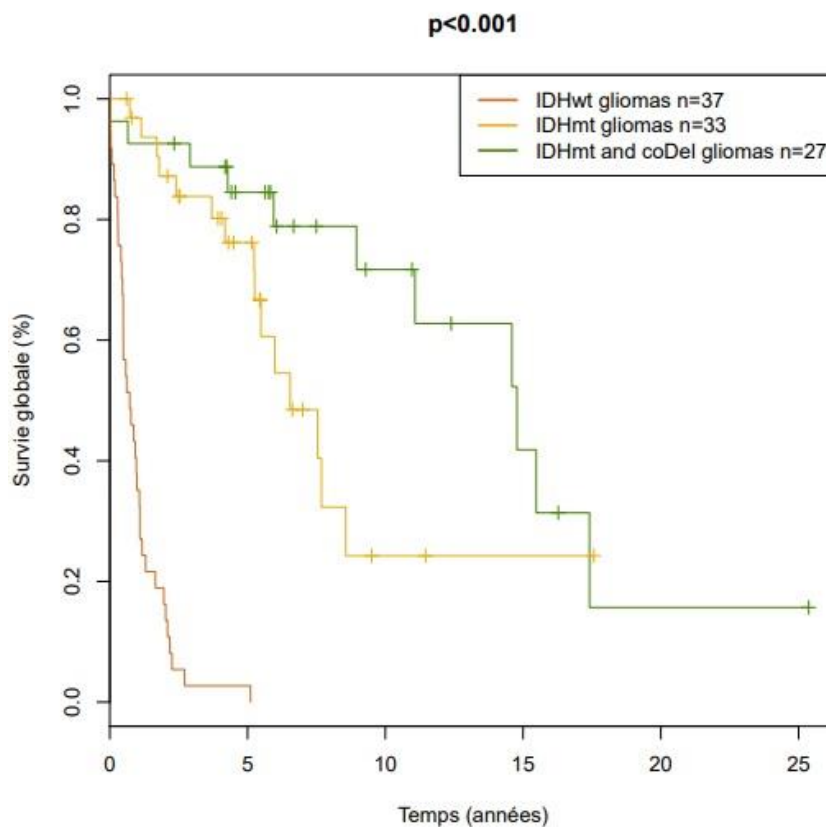 p<0.001
IDHwt gliomas n=37
IDHmt gliomas n=33
IDHmt and coDel gliomas n=27
Survie globale (%)
1.0
0.8
0.6
0.4
0.2
0.0
0 5 10 15 20 25
Temps (années)